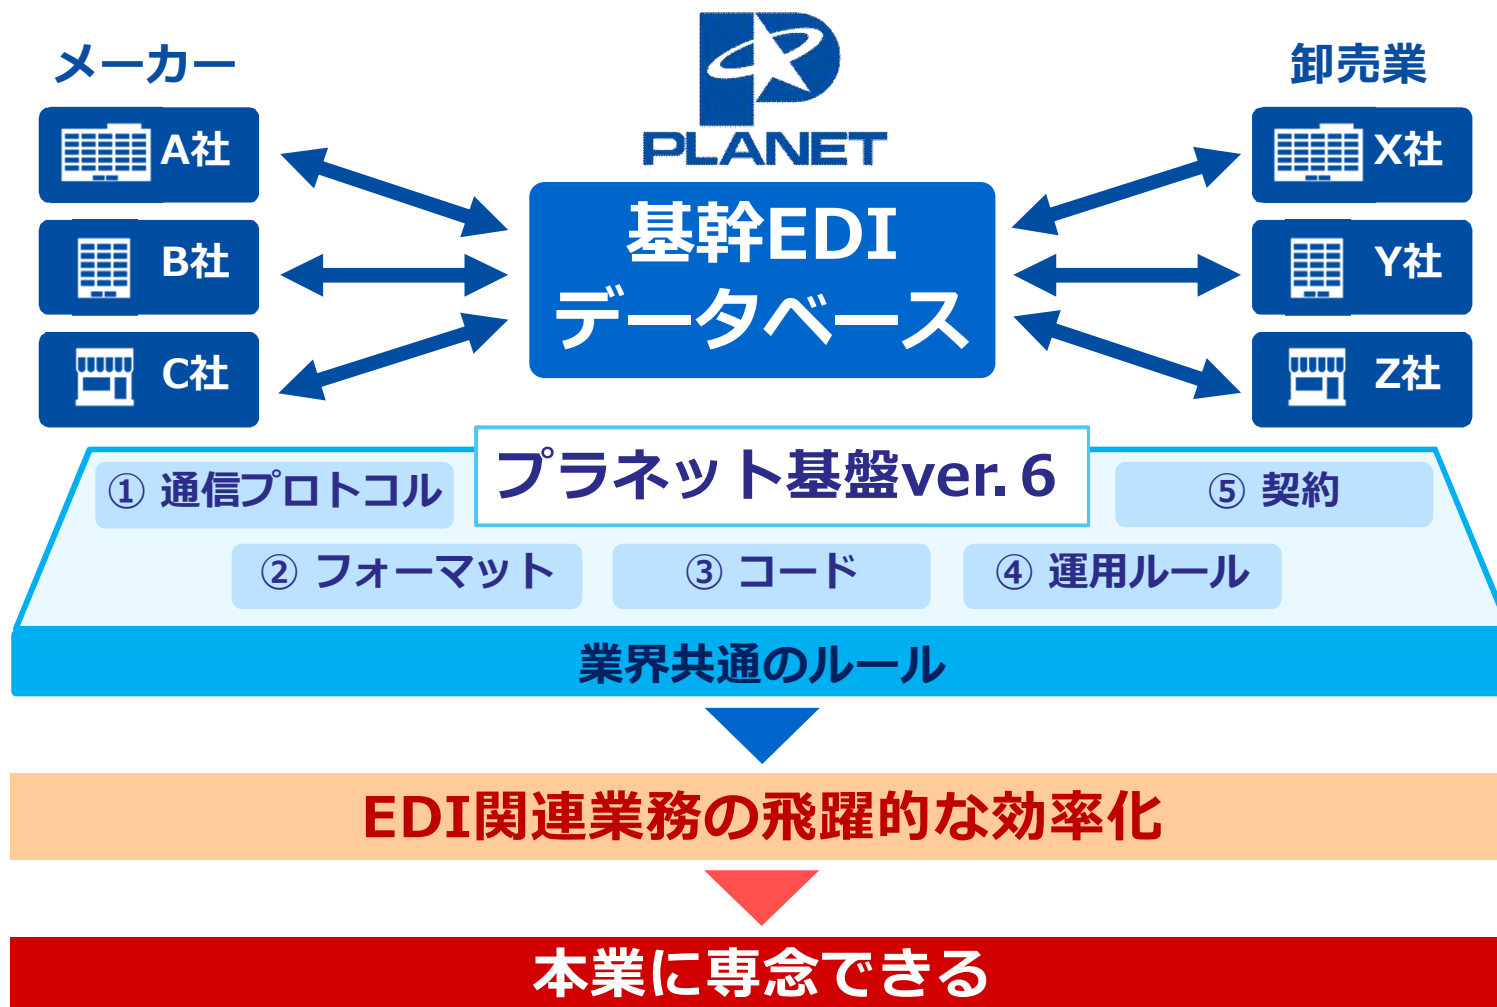 メーカー
A社
B社
C社
PLANET
基幹EDI
データベース
卸売業
X社
Y社
Z社
プラネット基盤ver.6
① 通信プロトコル
② フォーマット
③ コード
④ 運用ルール
⑤ 契約
業界共通のルール
EDI関連業務の飛躍的な効率化
本業に専念できる